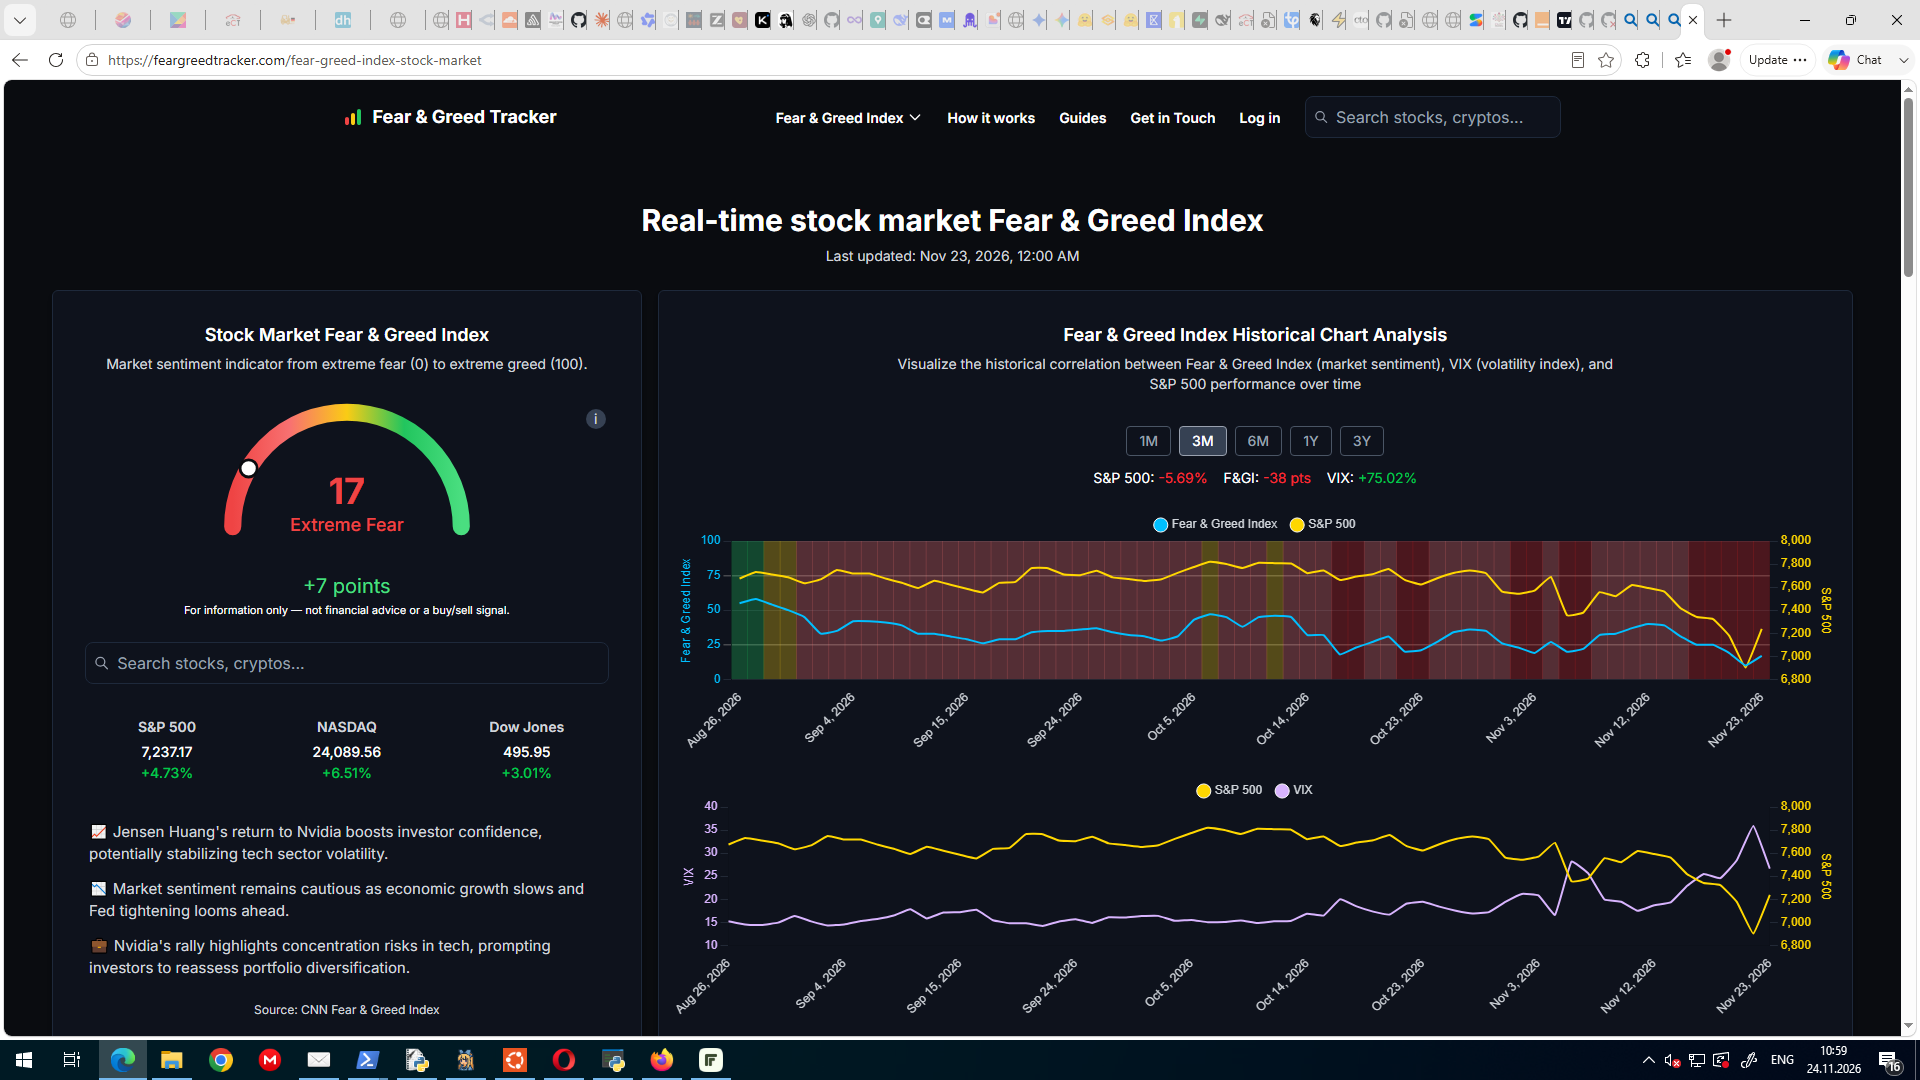 https://feargreedtracker.com/fear-greed-index-stock-market
Update
Chat
Fear & Greed Tracker
Fear & Greed Index
How it works
Guides
Get in Touch
Log in
Search stocks, cryptos...
Real-time stock market Fear & Greed Index
Last updated: Nov 23, 2026, 12:00 AM
Stock Market Fear & Greed Index
Market sentiment indicator from extreme fear (0) to extreme greed (100).
i
17
Extreme Fear
+7 points
For information only — not financial advice or a buy/sell signal.
Search stocks, cryptos...
S&P 500
7,237.17
+4.73%
NASDAQ
24,089.56
+6.51%
Dow Jones
495.95
+3.01%
Jensen Huang's return to Nvidia boosts investor confidence,
potentially stabilizing tech sector volatility.
Market sentiment remains cautious as economic growth slows and
Fed tightening looms ahead.
Nvidia's rally highlights concentration risks in tech, prompting
investors to reassess portfolio diversification.
Source: CNN Fear & Greed Index
Fear & Greed Index Historical Chart Analysis
Visualize the historical correlation between Fear & Greed Index (market sentiment), VIX (volatility index), and
S&P 500 performance over time
1M
3M
6M
1Y
3Y
S&P 500: -5.69% F&GI: -38 pts VIX: +75.02%
Fear & Greed Index
S&P 500
100
75
50
25
0
Fear & Greed Index
8,000
7,800
7,600
7,400
7,200
7,000
6,800
S&P 500
Aug 26, 2026
Sep 4, 2026
Sep 15, 2026
Sep 24, 2026
Oct 5, 2026
Oct 14, 2026
Oct 23, 2026
Nov 3, 2026
Nov 12, 2026
Nov 23, 2026
S&P 500
VIX
40
35
30
25
20
15
10
VIX
8,000
7,800
7,600
7,400
7,200
7,000
6,800
S&P 500
Aug 26, 2026
Sep 4, 2026
Sep 15, 2026
Sep 24, 2026
Oct 5, 2026
Oct 14, 2026
Oct 23, 2026
Nov 3, 2026
Nov 12, 2026
Nov 23, 2026
ENG
10:59
24.11.2026
16